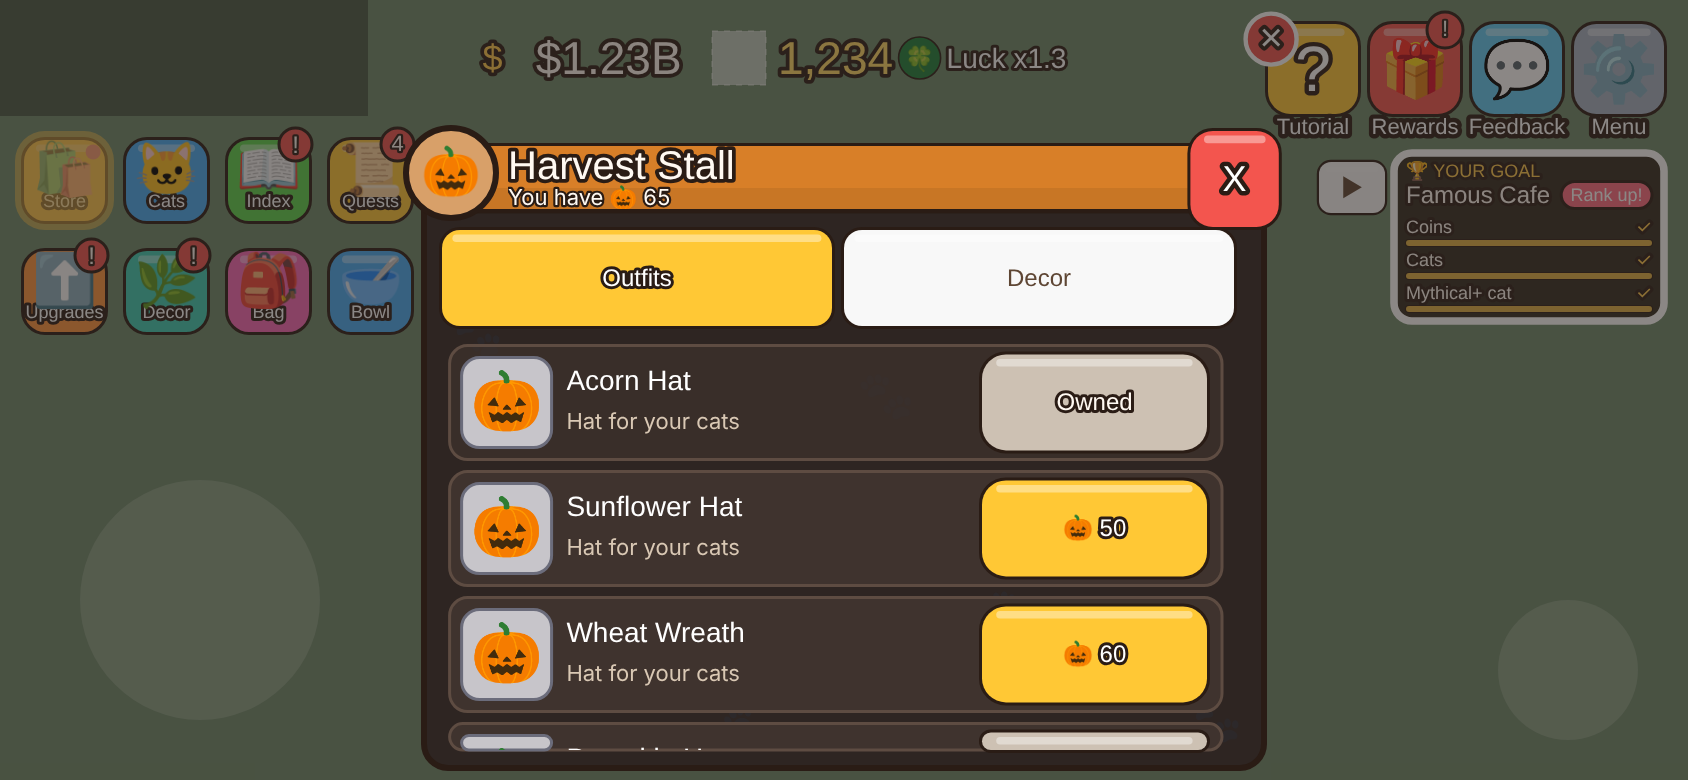 $ $1.23B 1,234 Luck x1.3
Tutorial
Rewards
Feedback
Menu
Store
Cats
Index
Quests
4
Upgrades
Decor
Bag
Bowl
Harvest Stall
You have 65
X
Outfits
Decor
Acorn Hat
Hat for your cats
Owned
Sunflower Hat
Hat for your cats
50
Wheat Wreath
Hat for your cats
60
YOUR GOAL
Famous Cafe
Rank up!
Coins
Cats
Mythical+ cat